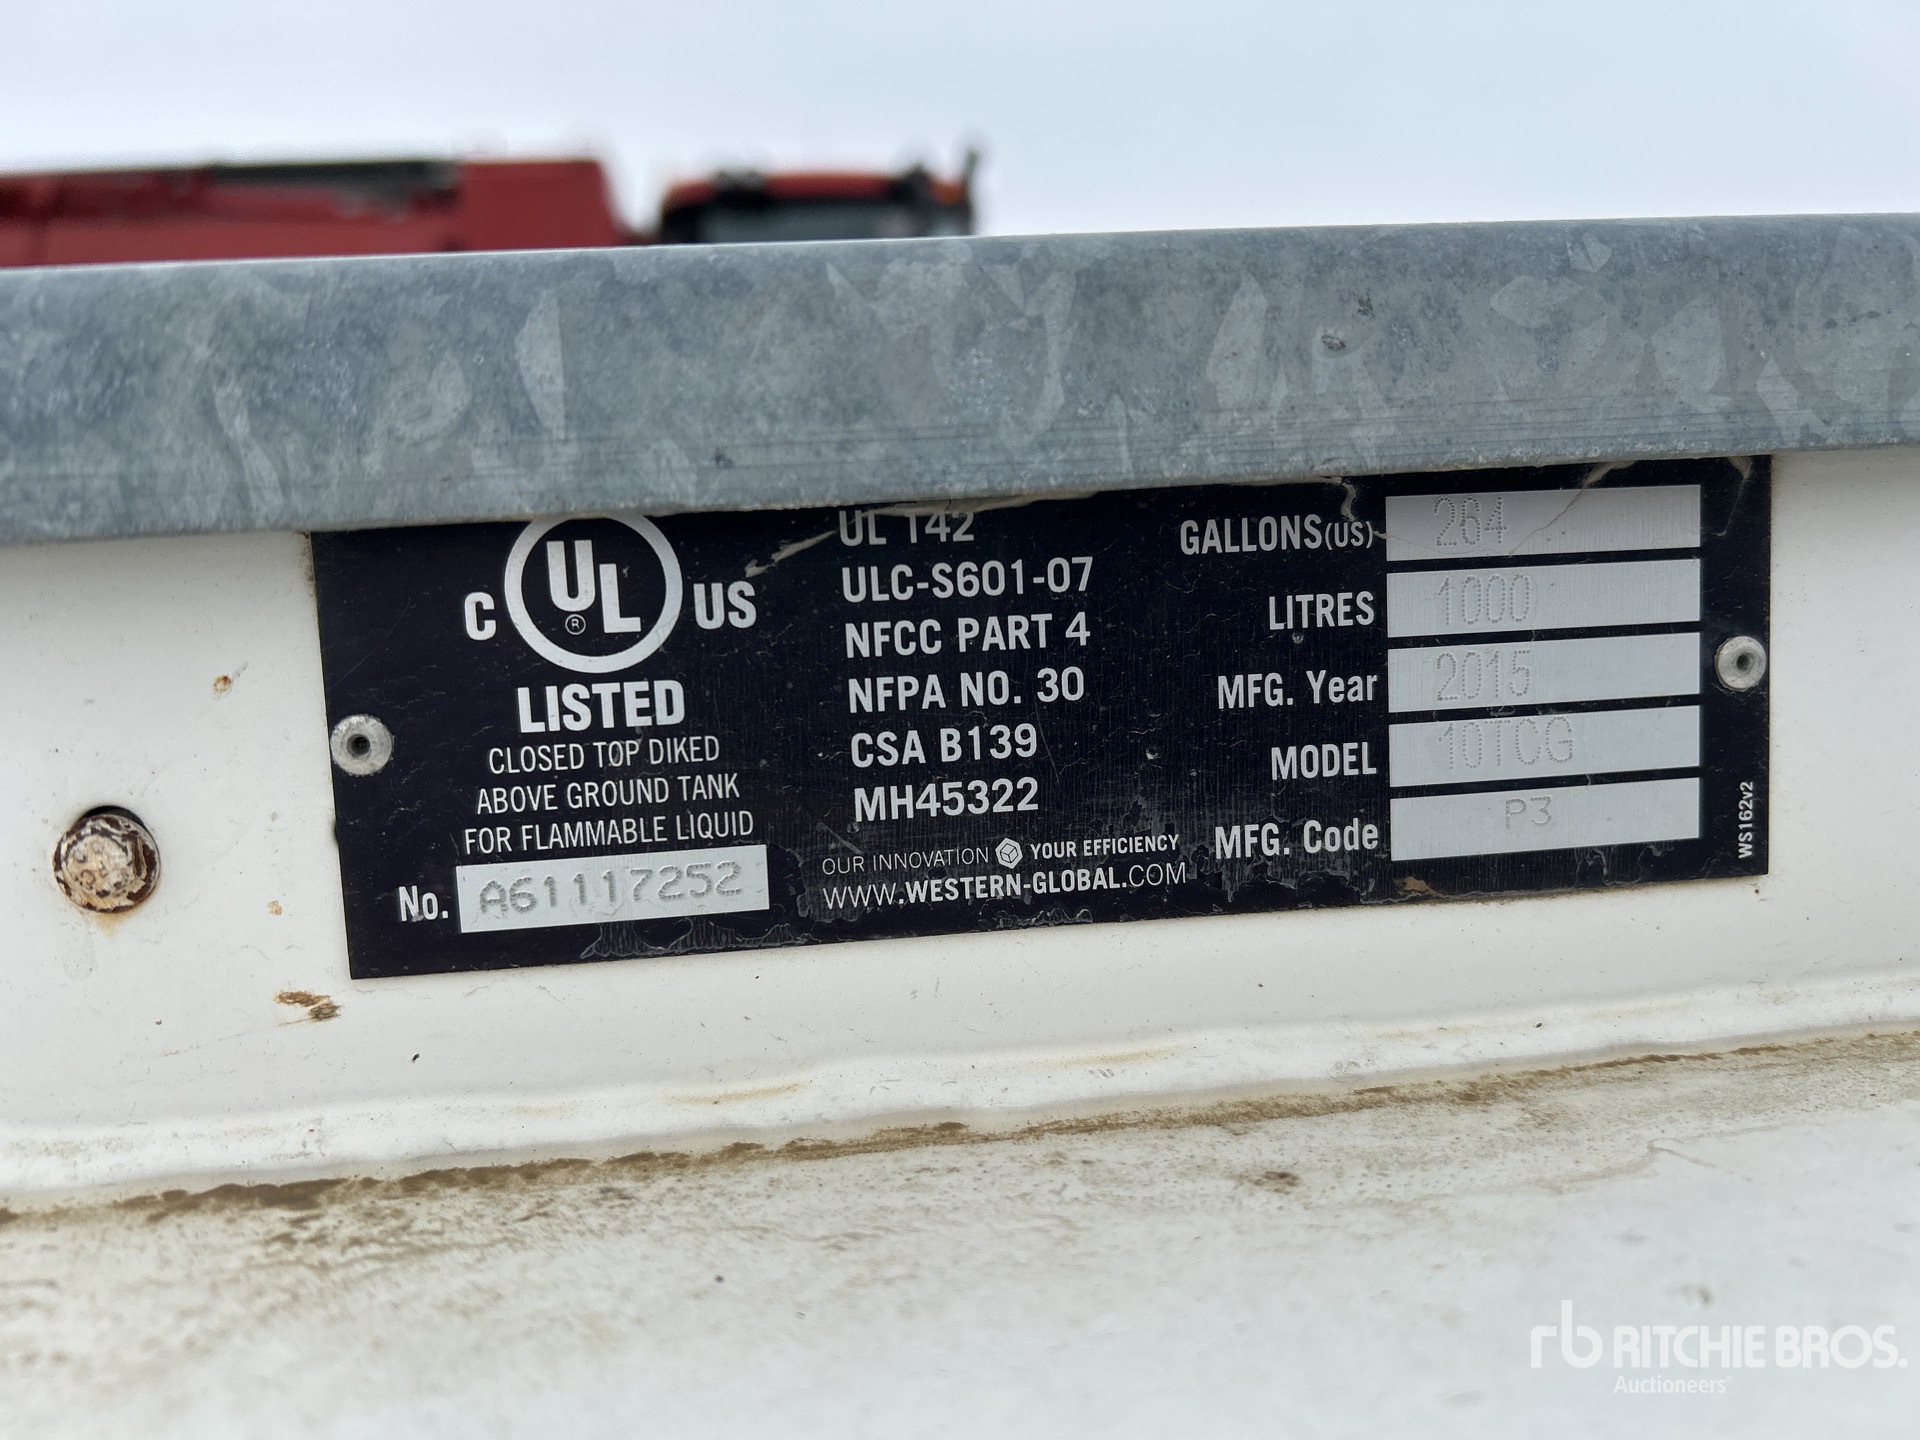 C UL ® US
LISTED
CLOSED TOP DIKED
ABOVE GROUND TANK
FOR FLAMMABLE LIQUID
No. A61117252
UL 142
ULC-S601-07
NFCC PART 4
NFPA NO. 30
CSA B139
MH45322
OUR INNOVATION YOUR EFFICIENCY
WWW.WESTERN-GLOBAL.COM
GALLONS(US) 264
LITRES 1000
MFG. Year 2015
MODEL 10TCG
MFG. Code P3
WS162v2
rb RITCHIE BROS.
Auctioneers